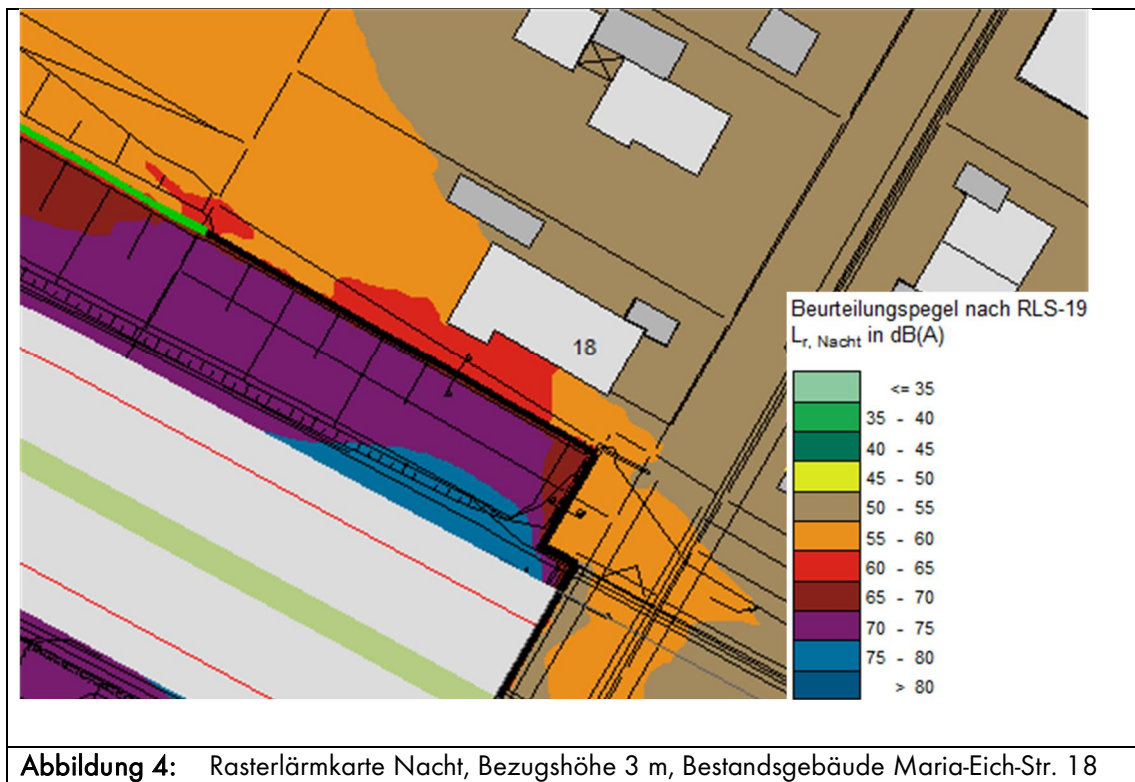 18
Beurteilungspegel nach RLS-19
L r, Nacht in dB(A)
<= 35
35 - 40
40 - 45
45 - 50
50 - 55
55 - 60
60 - 65
65 - 70
70 - 75
75 - 80
> 80
Abbildung 4: Rasterlärmkarte Nacht, Bezugshöhe 3 m, Bestandsgebäude Maria-Eich-Str. 18